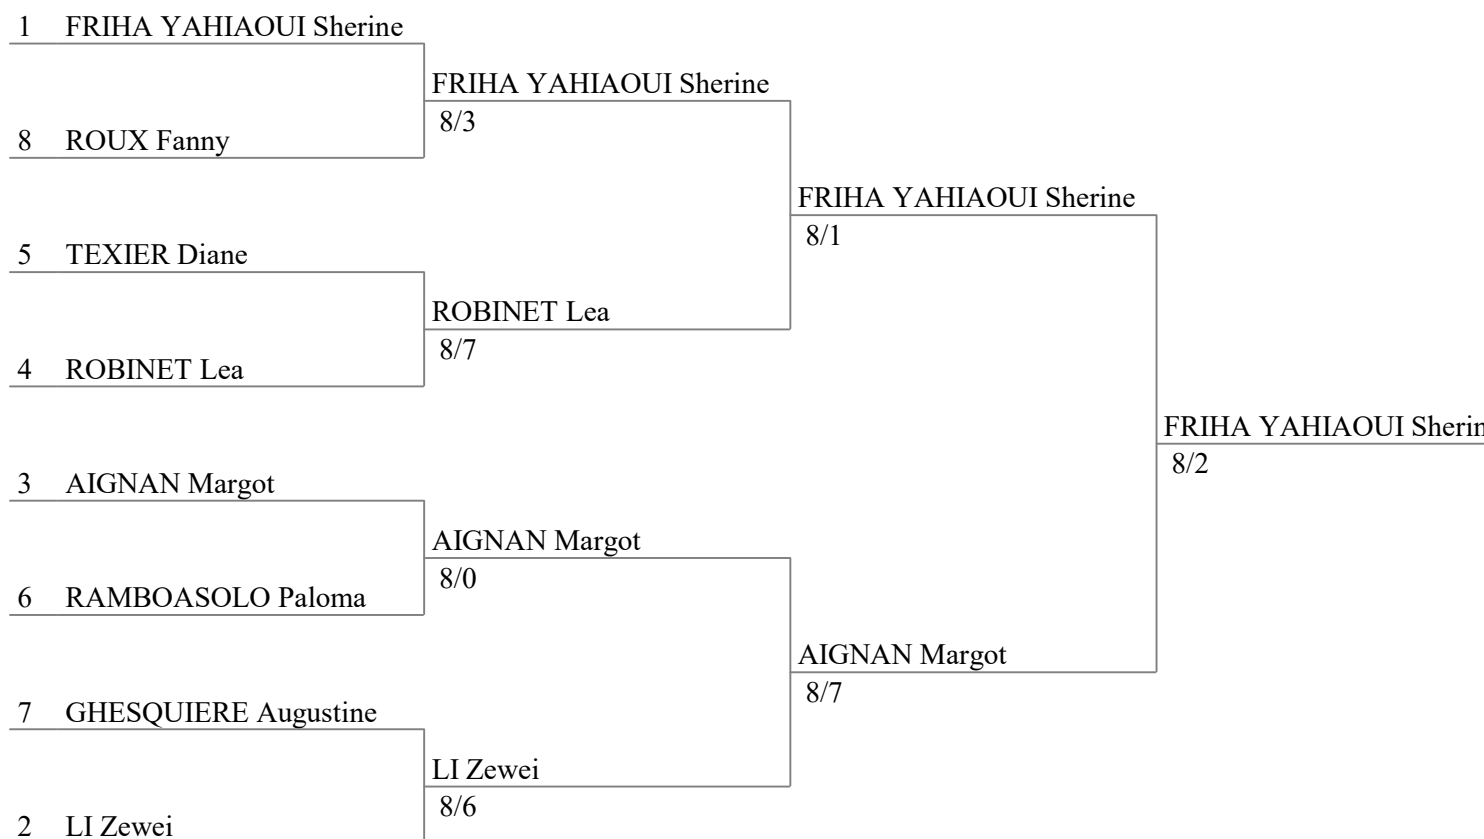 1 FRIHA YAHIAOUI Sherine
FRIHA YAHIAOUI Sherine
8/3
8 ROUX Fanny
FRIHA YAHIAOUI Sherine
8/1
5 TEXIER Diane
ROBINET Lea
8/7
4 ROBINET Lea
FRIHA YAHIAOUI Sherin
8/2
3 AIGNAN Margot
AIGNAN Margot
8/0
6 RAMBOASOLO Paloma
AIGNAN Margot
8/7
7 GHESQUIERE Augustine
LI Zewei
8/6
2 LI Zewei